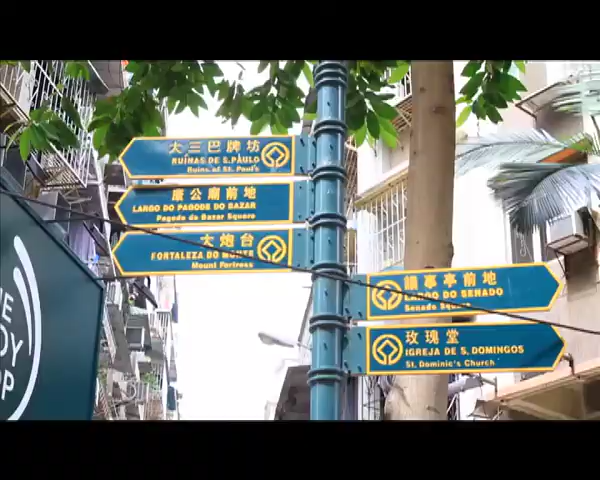 大三巴牌坊
RUÍNAS DE S. PAULO
Ruins of St. Paul's
康公廟前地
LARGO DO PAGODE DO BAZAR
Pagode do Bazar Square
大炮台
FORTALEZA DO MONTE
Mount Fortress
議事亭前地
LARGO DO SENADO
Senado Square
玫瑰堂
IGREJA DE S. DOMINGOS
St. Dominic's Church